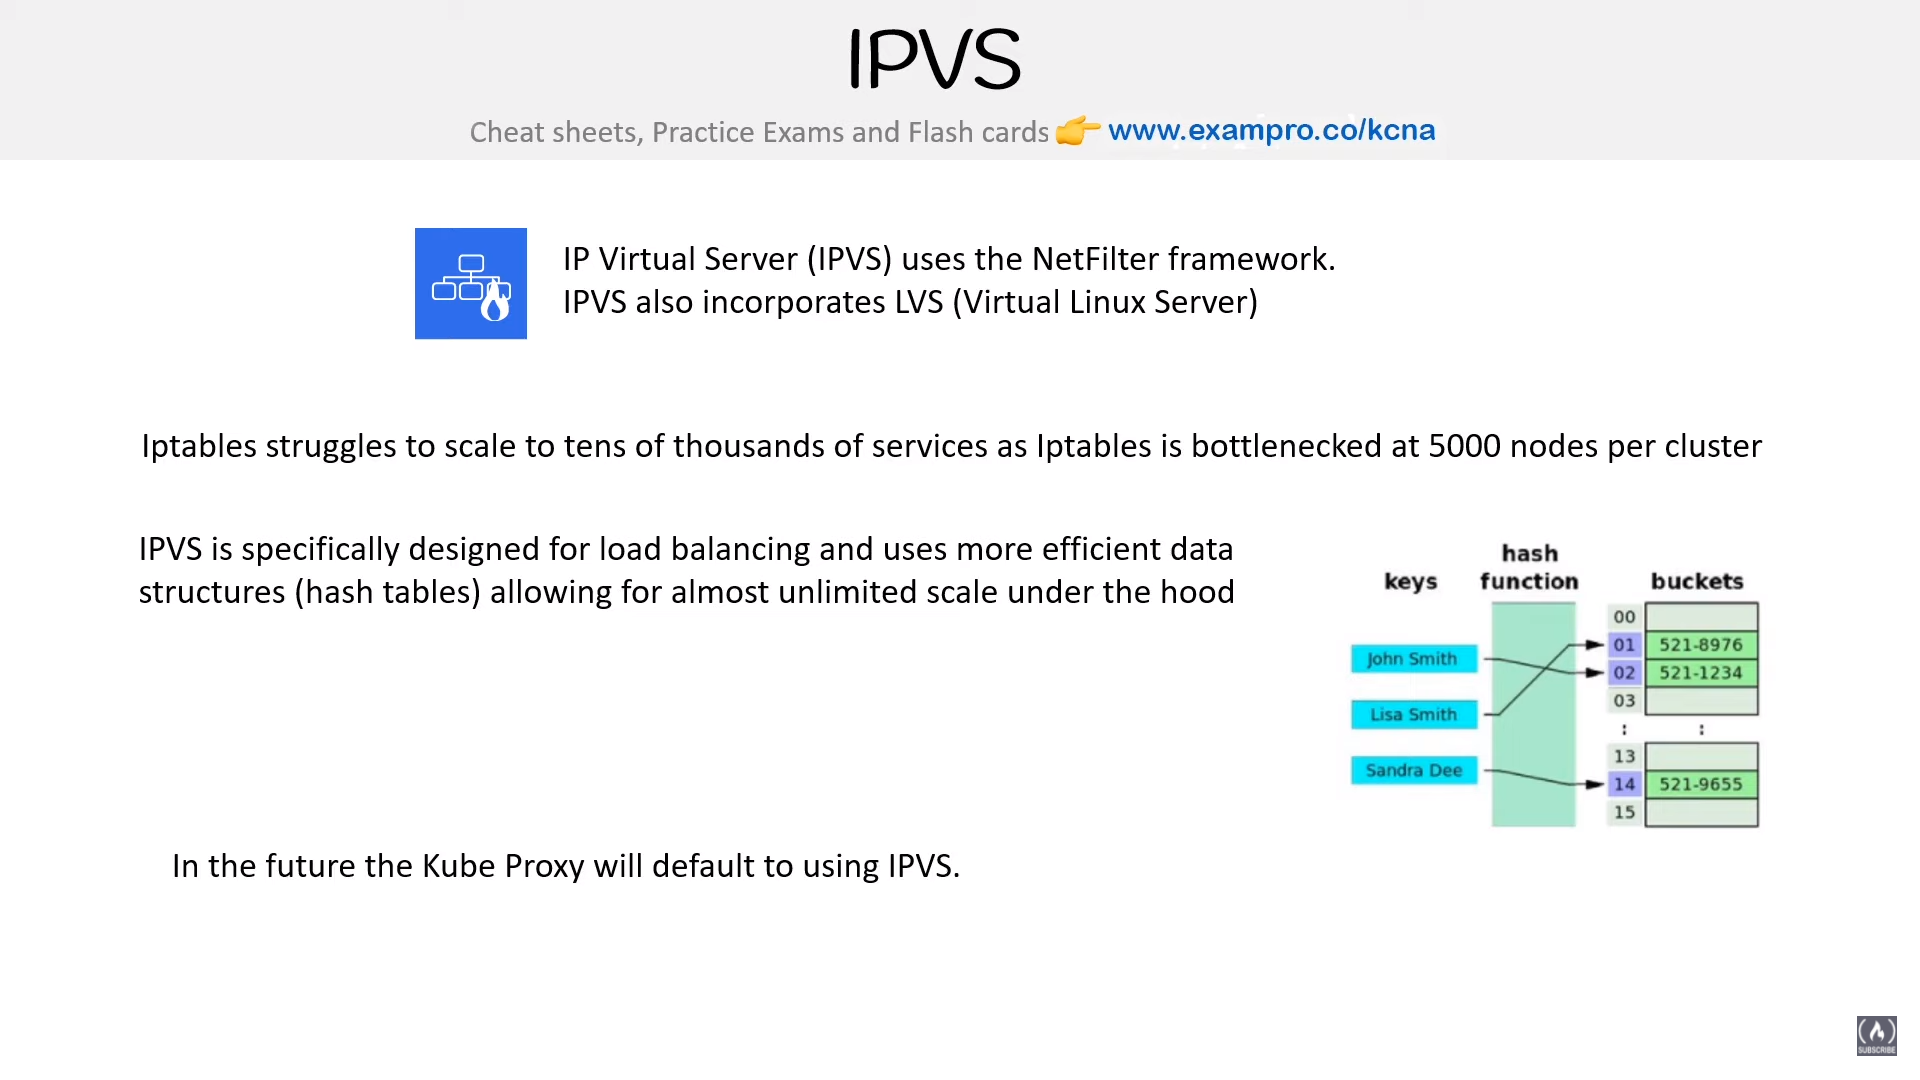 IPVS
Cheat sheets, Practice Exams and Flash cards 👉 www.exampro.co/kcna
IP Virtual Server (IPVS) uses the NetFilter framework.
IPVS also incorporates LVS (Virtual Linux Server)
Iptables struggles to scale to tens of thousands of services as Iptables is bottlenecked at 5000 nodes per cluster
IPVS is specifically designed for load balancing and uses more efficient data
structures (hash tables) allowing for almost unlimited scale under the hood
hash
keys function buckets
00
01 521-8976
John Smith
02 521-1234
03
Lisa Smith
: :
13
Sandra Dee
14 521-9655
15
In the future the Kube Proxy will default to using IPVS.
SUBSCRIBE